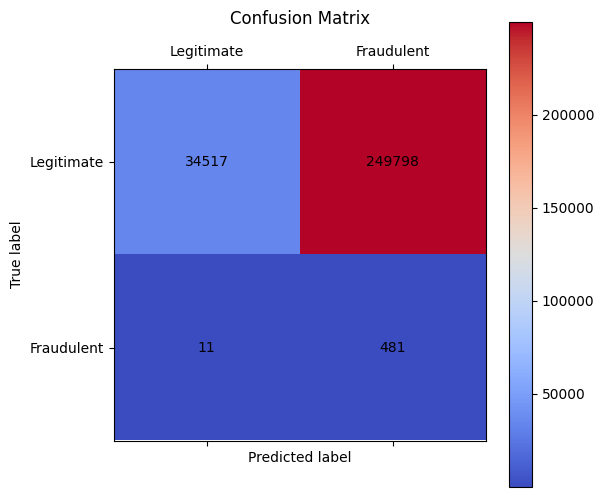 Confusion Matrix
Legitimate Fraudulent
200000
150000
100000
50000
Legitimate 34517 249798
Fraudulent 11 481
True label
Predicted label